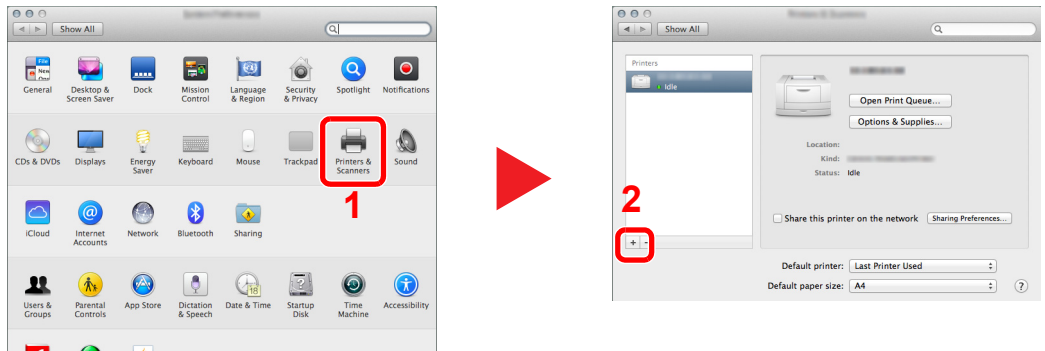 Show All
General
Desktop &
Screen Saver
Dock
Mission
Control
Language
& Region
Security
& Privacy
Spotlight
Notifications
CDs & DVDs
Displays
Energy
Saver
Keyboard
Mouse
Trackpad
Printers &
Scanners
Sound
1
iCloud
Internet
Accounts
Network
Bluetooth
Sharing
Users &
Groups
Parental
Controls
App Store
Dictation
& Speech
Date & Time
Startup
Disk
Time
Machine
Accessibility
File
New
18
Show All
Printers
Idle
Open Print Queue...
Options & Supplies...
Location:
Kind:
Status: Idle
2
Share this printer on the network Sharing Preferences...
+ -
Default printer: Last Printer Used
Default paper size: A4 ?